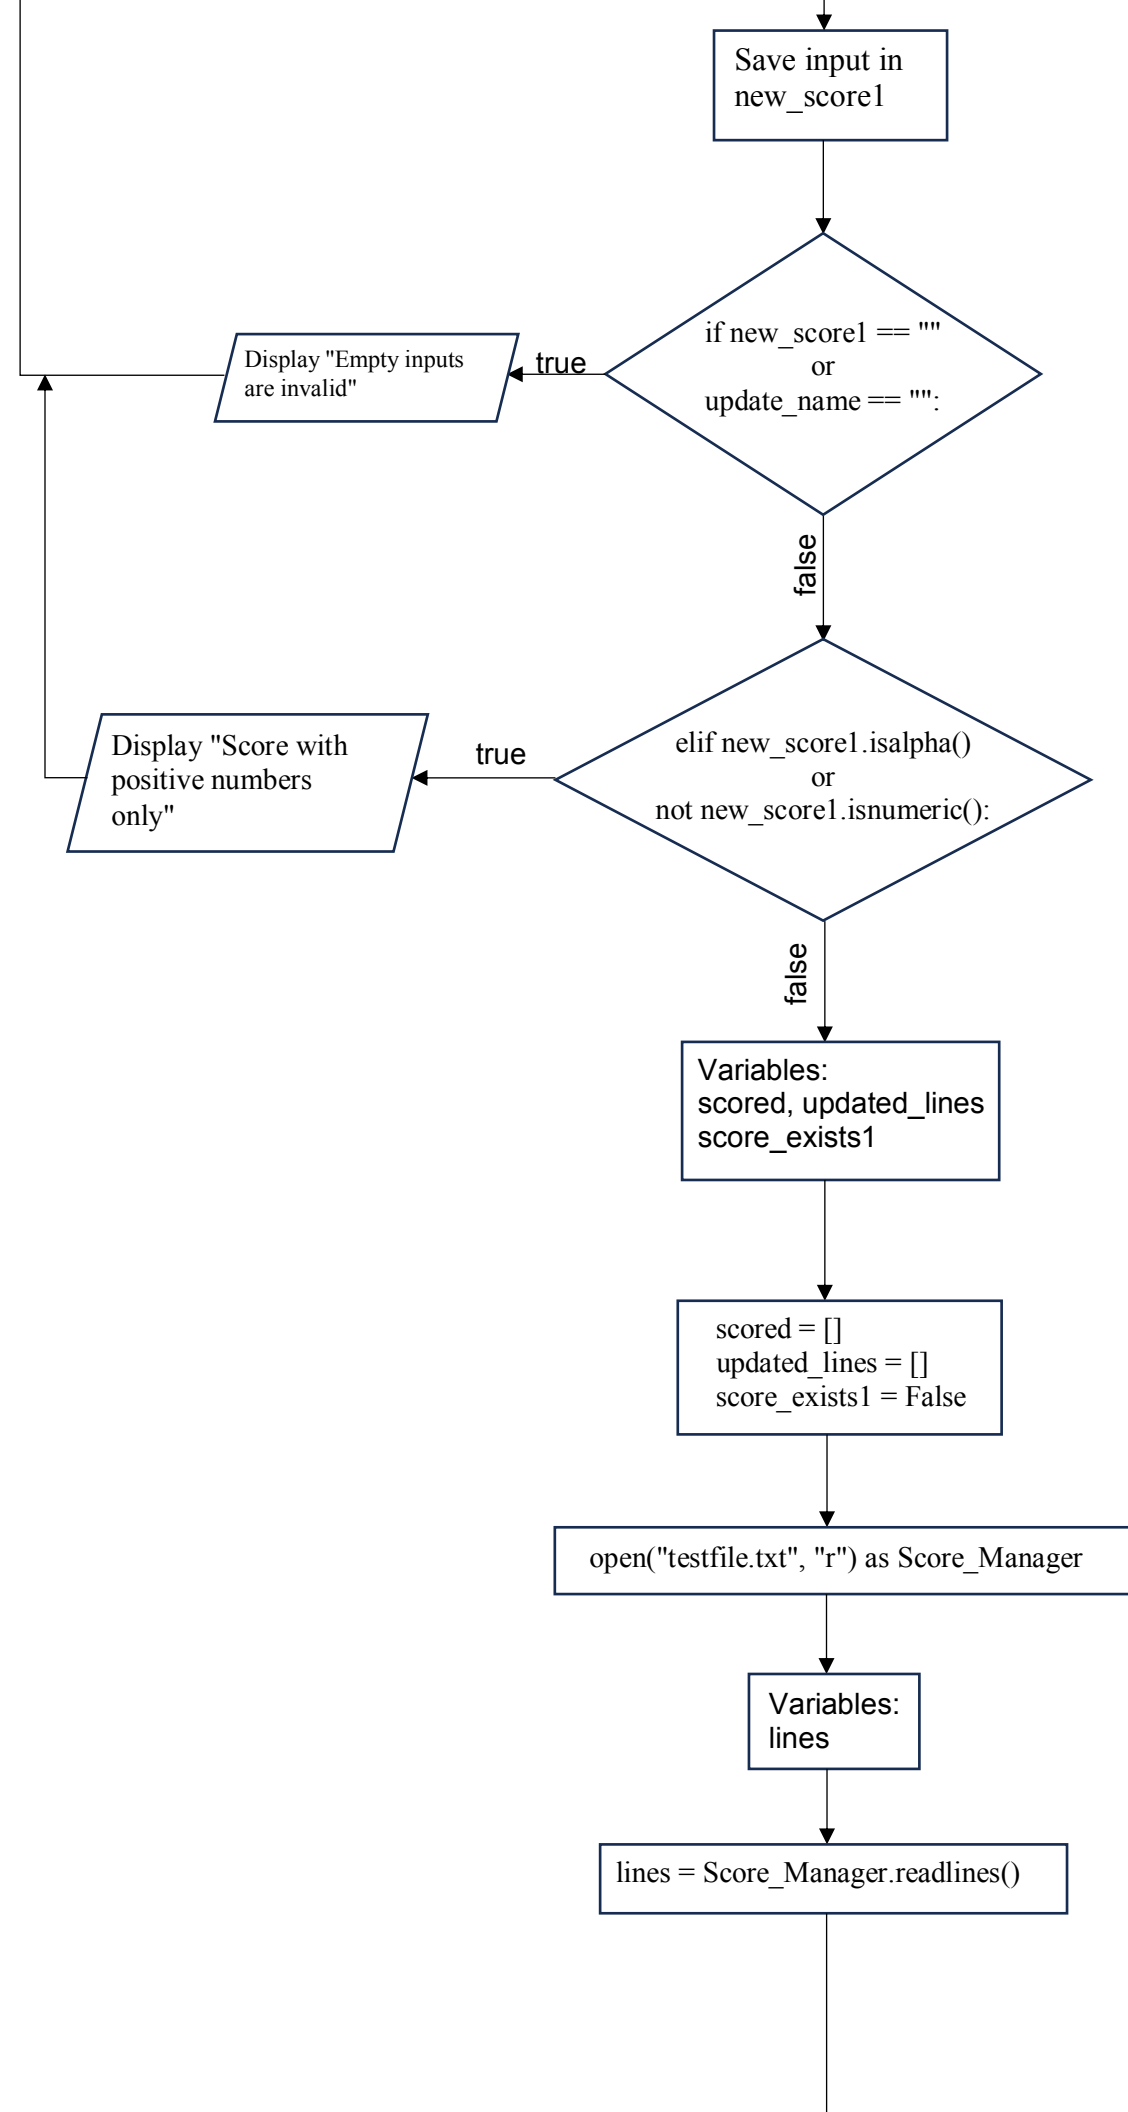 Save input in
new_score1
if new_score1 == ""
or
update_name == "":
true
Display "Empty inputs
are invalid"
false
elif new_score1.isalpha()
or
not new_score1.isnumeric():
true
Display "Score with
positive numbers
only"
false
Variables:
scored, updated_lines
score_exists1
scored = []
updated_lines = []
score_exists1 = False
open("testfile.txt", "r") as Score_Manager
Variables:
lines
lines = Score_Manager.readlines()